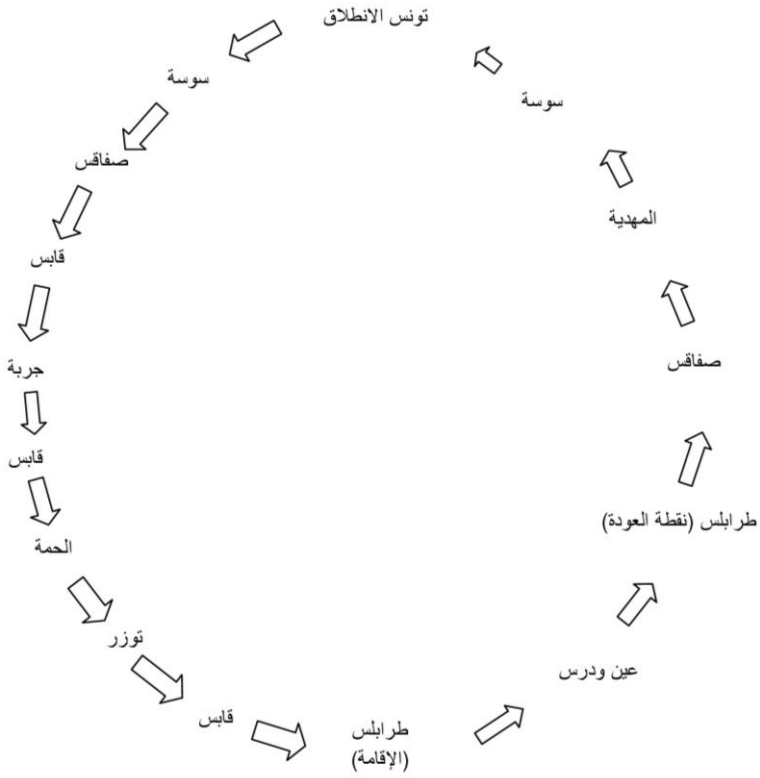 تونس الانطلاق
سوسة
صفاقس
قابس
جربة
قابس
الحمة
توزر
قابس
طرابلس
(الإقامة)
عين ودرس
طرابلس (نقطة العودة)
صفاقس
المهدية
سوسة